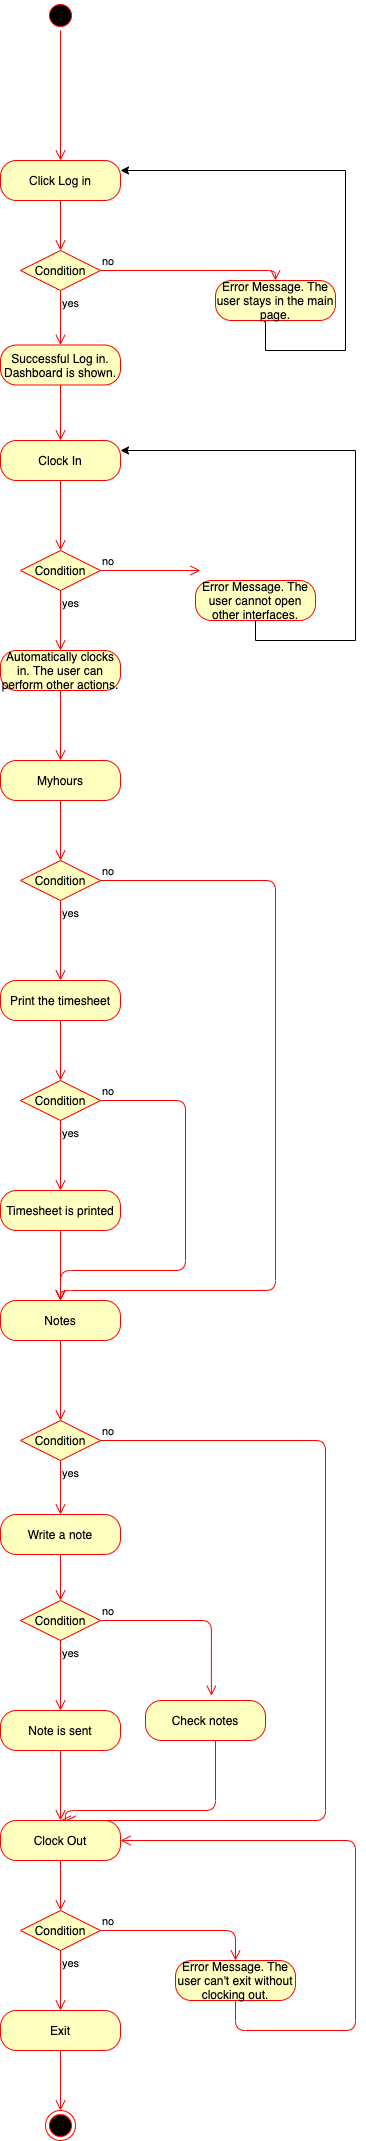 Click Log in
Condition
no
yes
Error Message. The
user stays in the main
page.
Successful Log in.
Dashboard is shown.
Clock In
Condition
no
yes
Error Message. The
user cannot open
other interfaces.
Automatically clocks
in. The user can
perform other actions.
Myhours
Condition
no
yes
Print the timesheet
Condition
no
yes
Timesheet is printed
Notes
Condition
no
yes
Write a note
Condition
no
yes
Check notes
Note is sent
Clock Out
Condition
no
yes
Error Message. The
user can't exit without
clocking out.
Exit